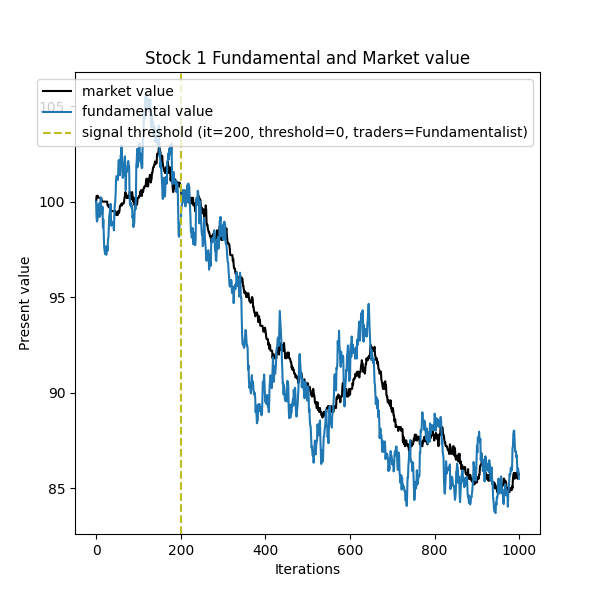 Stock 1 Fundamental and Market value
market value
fundamental value
signal threshold (it=200, threshold=0, traders=Fundamentalist)
105
100
95
90
85
Present value
0 200 400 600 800 1000
Iterations